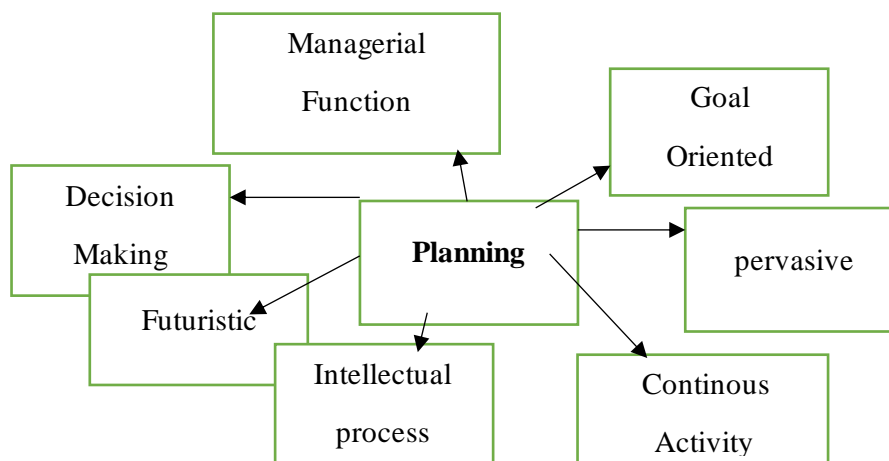 Managerial
Function
Goal
Oriented
Decision
Making
Planning
pervasive
Futuristic
Intellectual
process
Continous
Activity